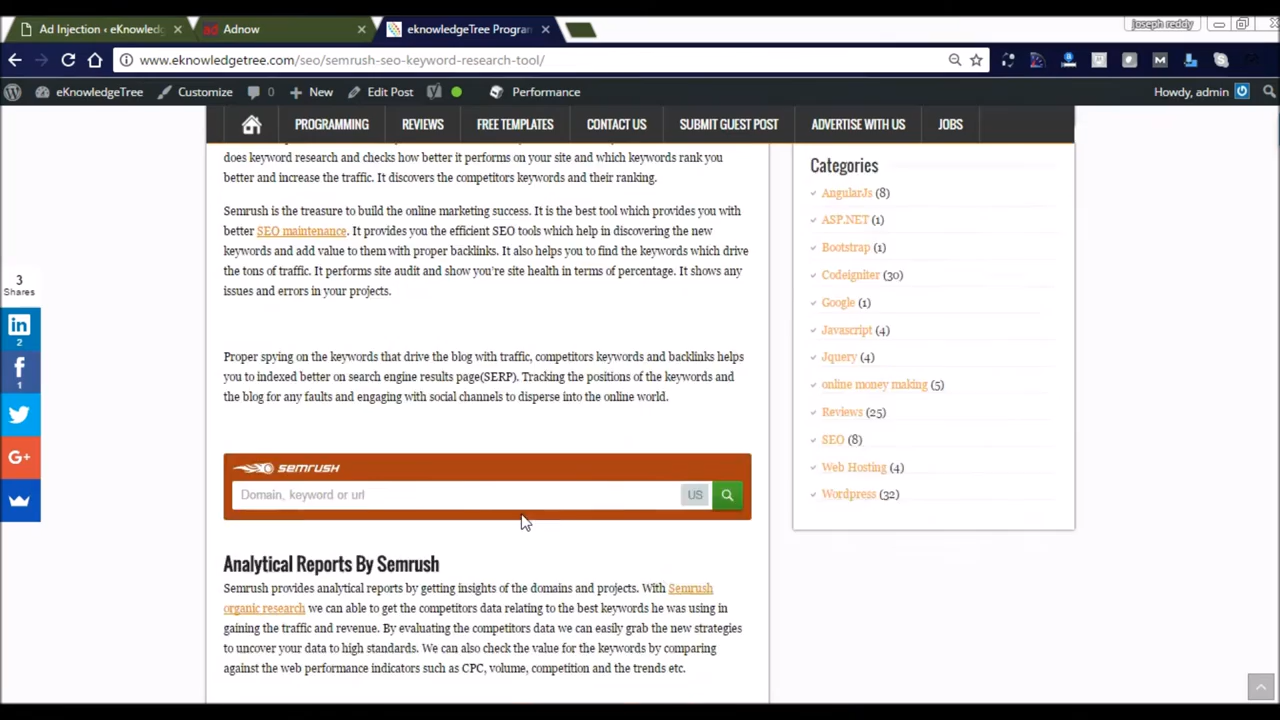 Ad Injection ‹ eKnowled
Adnow
eknowledgeTree Progran
joseph reddy
www.eknowledgetree.com/seo/semrush-seo-keyword-research-tool/
eKnowledgeTree
Customize
0
New
Edit Post
Performance
Howdy, admin
PROGRAMMING
REVIEWS
FREE TEMPLATES
CONTACT US
SUBMIT GUEST POST
ADVERTISE WITH US
JOBS
does keyword research and checks how better it performs on your site and which keywords rank you
better and increase the traffic. It discovers the competitors keywords and their ranking.
Semrush is the treasure to build the online marketing success. It is the best tool which provides you with
better SEO maintenance. It provides you the efficient SEO tools which help in discovering the new
keywords and add value to them with proper backlinks. It also helps you to find the keywords which drive
the tons of traffic. It performs site audit and show you're site health in terms of percentage. It shows any
issues and errors in your projects.
Proper spying on the keywords that drive the blog with traffic, competitors keywords and backlinks helps
you to indexed better on search engine results page(SERP). Tracking the positions of the keywords and
the blog for any faults and engaging with social channels to disperse into the online world.
SEMRUSH
Domain, keyword or url
US
Analytical Reports By Semrush
Semrush provides analytical reports by getting insights of the domains and projects. With Semrush
organic research we can able to get the competitors data relating to the best keywords he was using in
gaining the traffic and revenue. By evaluating the competitors data we can easily grab the new strategies
to uncover your data to high standards. We can also check the value for the keywords by comparing
against the web performance indicators such as CPC, volume, competition and the trends etc.
Categories
AngularJs (8)
ASP.NET (1)
Bootstrap (1)
Codeigniter (30)
Google (1)
Javascript (4)
Jquery (4)
online money making (5)
Reviews (25)
SEO (8)
Web Hosting (4)
Wordpress (32)
3
Shares
in
2
f
1
G+